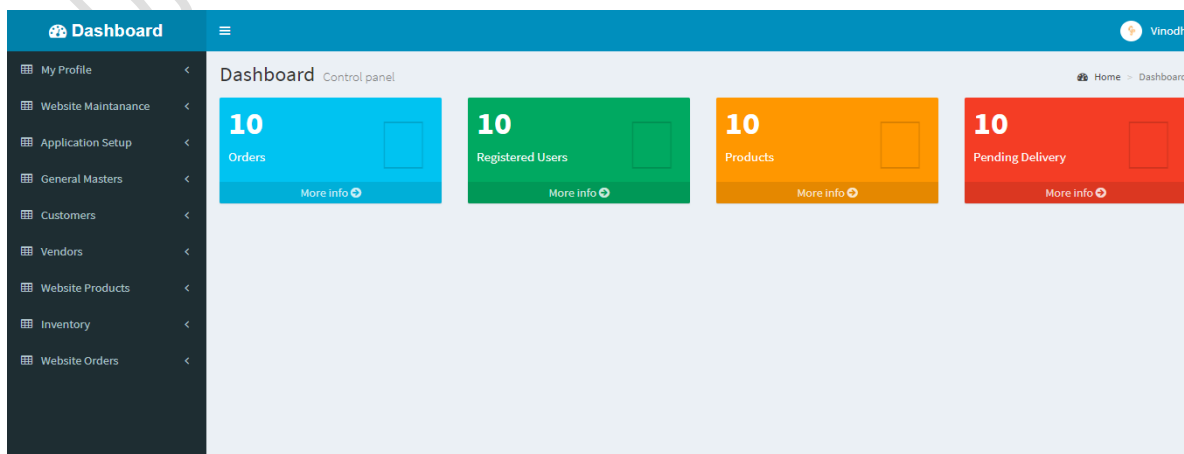 Dashboard
Vinodh
My Profile
Website Maintanance
Application Setup
General Masters
Customers
Vendors
Website Products
Inventory
Website Orders
Dashboard Control panel
Home > Dashboard
10
Orders
More info
10
Registered Users
More info
10
Products
More info
10
Pending Delivery
More info